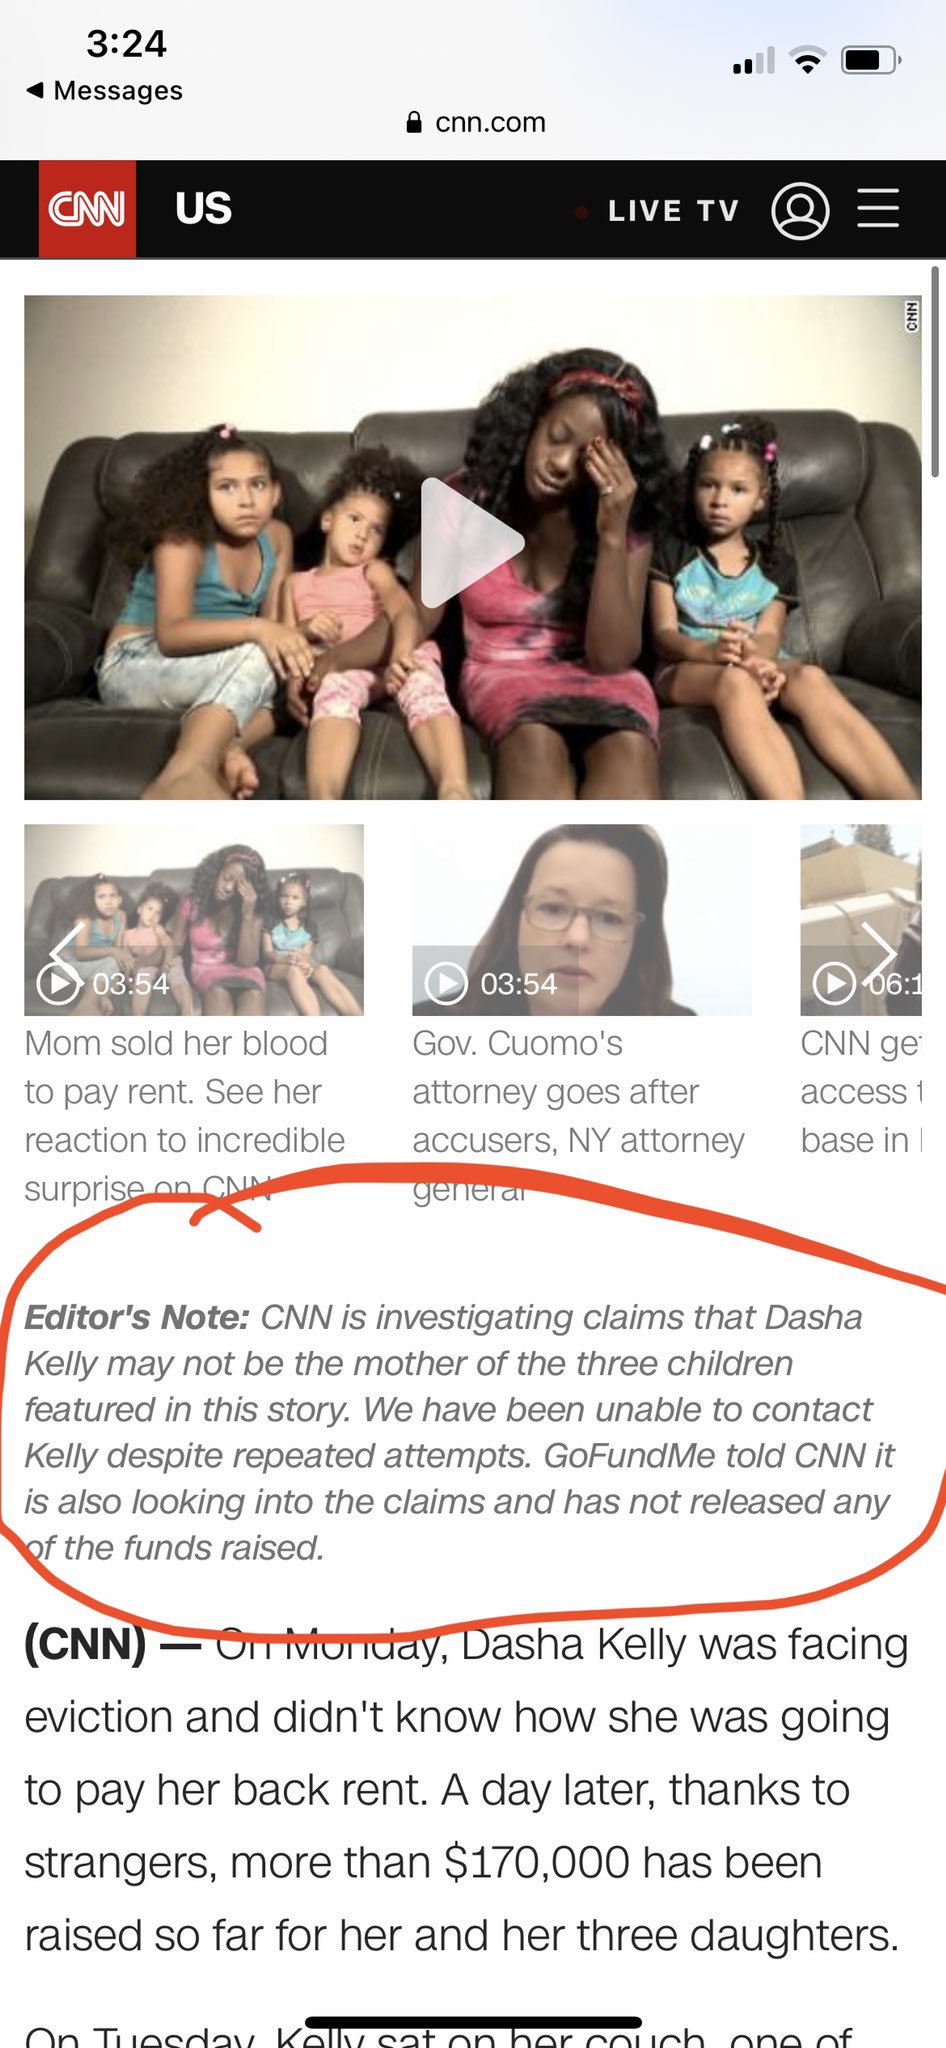 3:24
Messages
cnn.com
CNN US LIVE TV
CNN
03:54
03:54
06:1
Mom sold her blood
to pay rent. See her
reaction to incredible
surprise on CNN
Gov. Cuomo's
attorney goes after
accusers, NY attorney
general
CNN get
access t
base in
Editor's Note: CNN is investigating claims that Dasha
Kelly may not be the mother of the three children
featured in this story. We have been unable to contact
Kelly despite repeated attempts. GoFundMe told CNN it
is also looking into the claims and has not released any
of the funds raised.
(CNN) — On Monday, Dasha Kelly was facing
eviction and didn't know how she was going
to pay her back rent. A day later, thanks to
strangers, more than $170,000 has been
raised so far for her and her three daughters.
On Tuesday, Kelly sat on her couch, one of